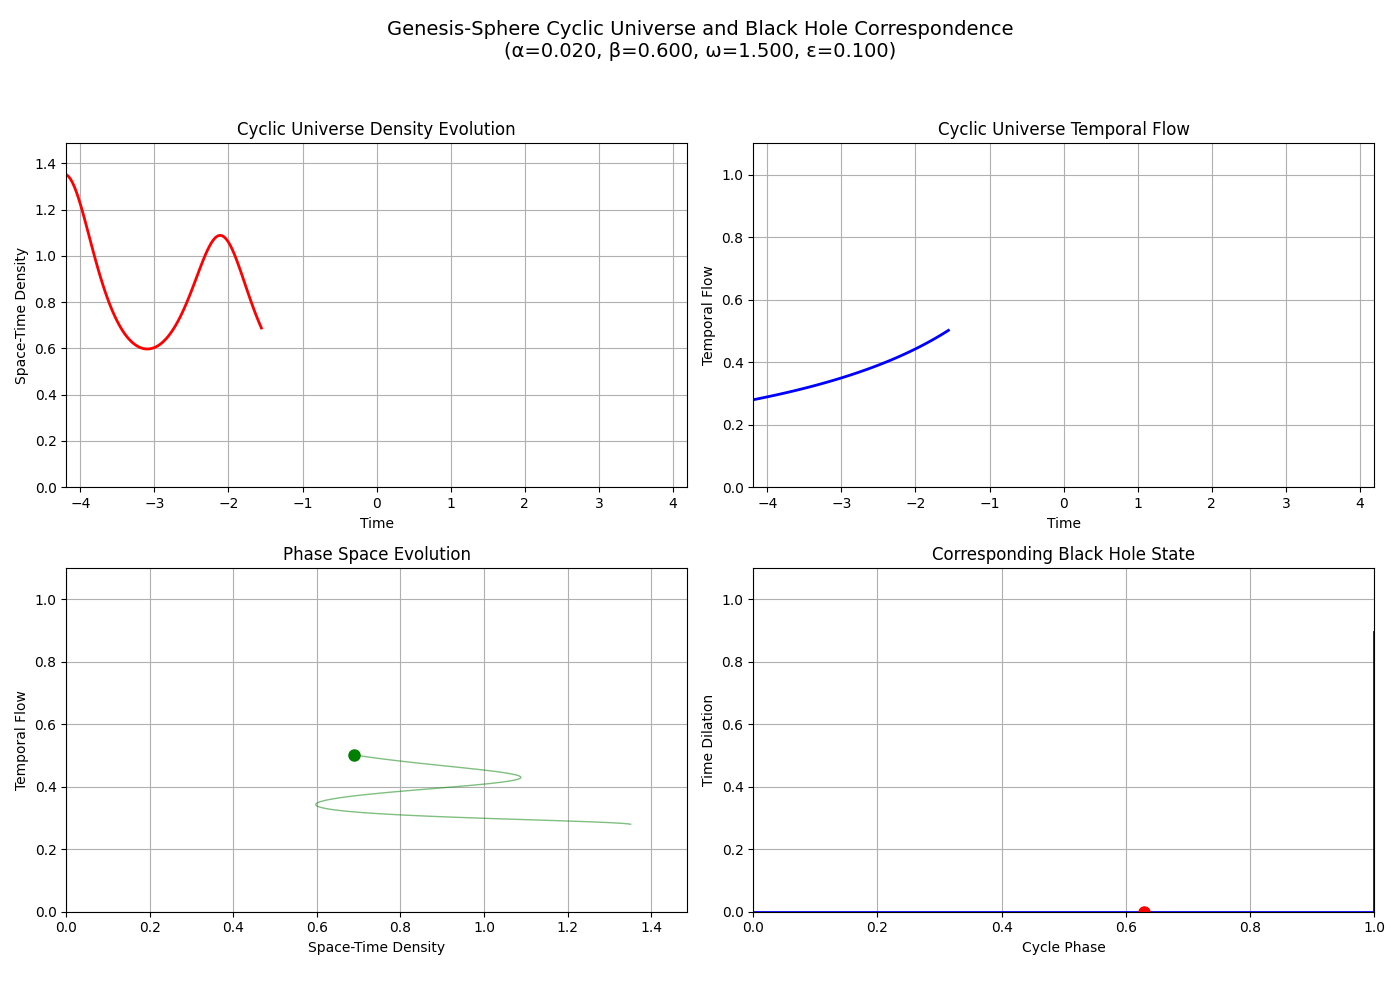 Genesis-Sphere Cyclic Universe and Black Hole Correspondence
(α=0.020, β=0.600, ω=1.500, ε=0.100)
Cyclic Universe Density Evolution
Space-Time Density
1.4
1.2
1.0
0.8
0.6
0.4
0.2
0.0
−4 −3 −2 −1 0 1 2 3 4
Time
Cyclic Universe Temporal Flow
Temporal Flow
1.0
0.8
0.6
0.4
0.2
0.0
−4 −3 −2 −1 0 1 2 3 4
Time
Phase Space Evolution
Temporal Flow
1.0
0.8
0.6
0.4
0.2
0.0
0.0 0.2 0.4 0.6 0.8 1.0 1.2 1.4
Space-Time Density
Corresponding Black Hole State
Time Dilation
1.0
0.8
0.6
0.4
0.2
0.0
0.0 0.2 0.4 0.6 0.8 1.0
Cycle Phase